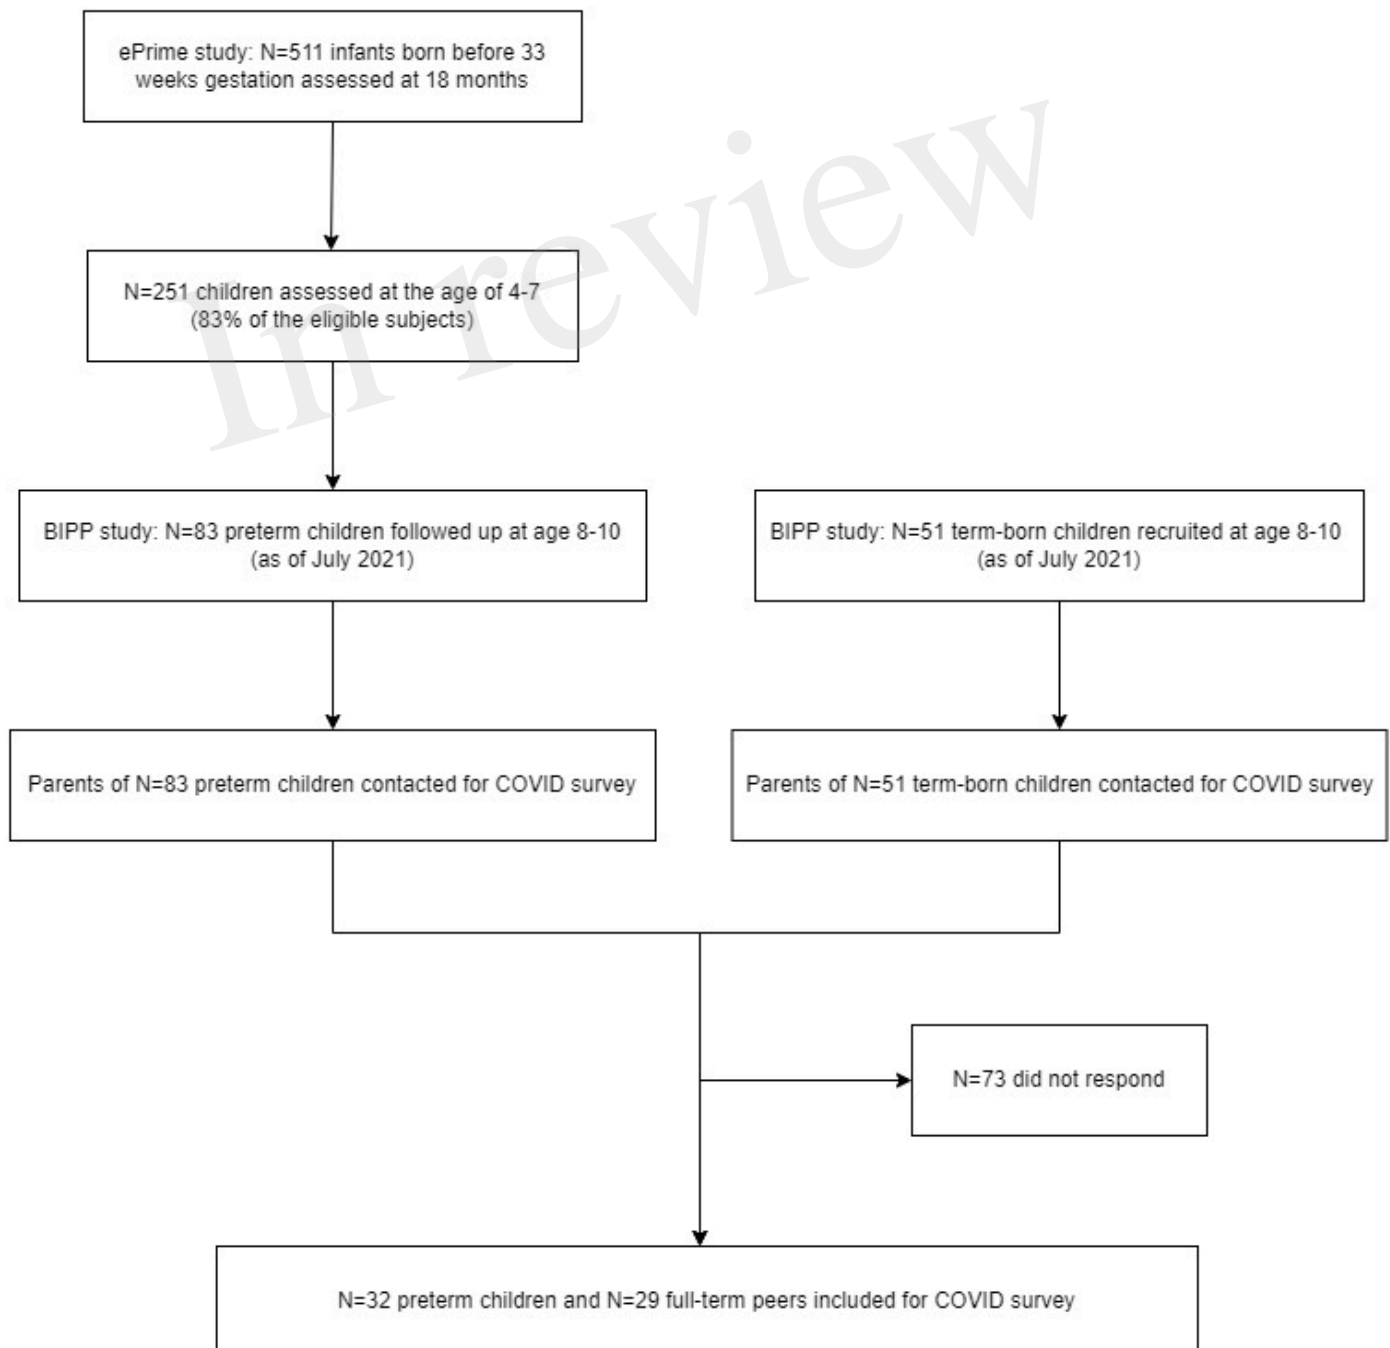 ePrime study: N=511 infants born before 33
weeks gestation assessed at 18 months
In review
N=251 children assessed at the age of 4-7
(83% of the eligible subjects)
BIPP study: N=83 preterm children followed up at age 8-10
(as of July 2021)
BIPP study: N=51 term-born children recruited at age 8-10
(as of July 2021)
Parents of N=83 preterm children contacted for COVID survey
Parents of N=51 term-born children contacted for COVID survey
N=73 did not respond
N=32 preterm children and N=29 full-term peers included for COVID survey